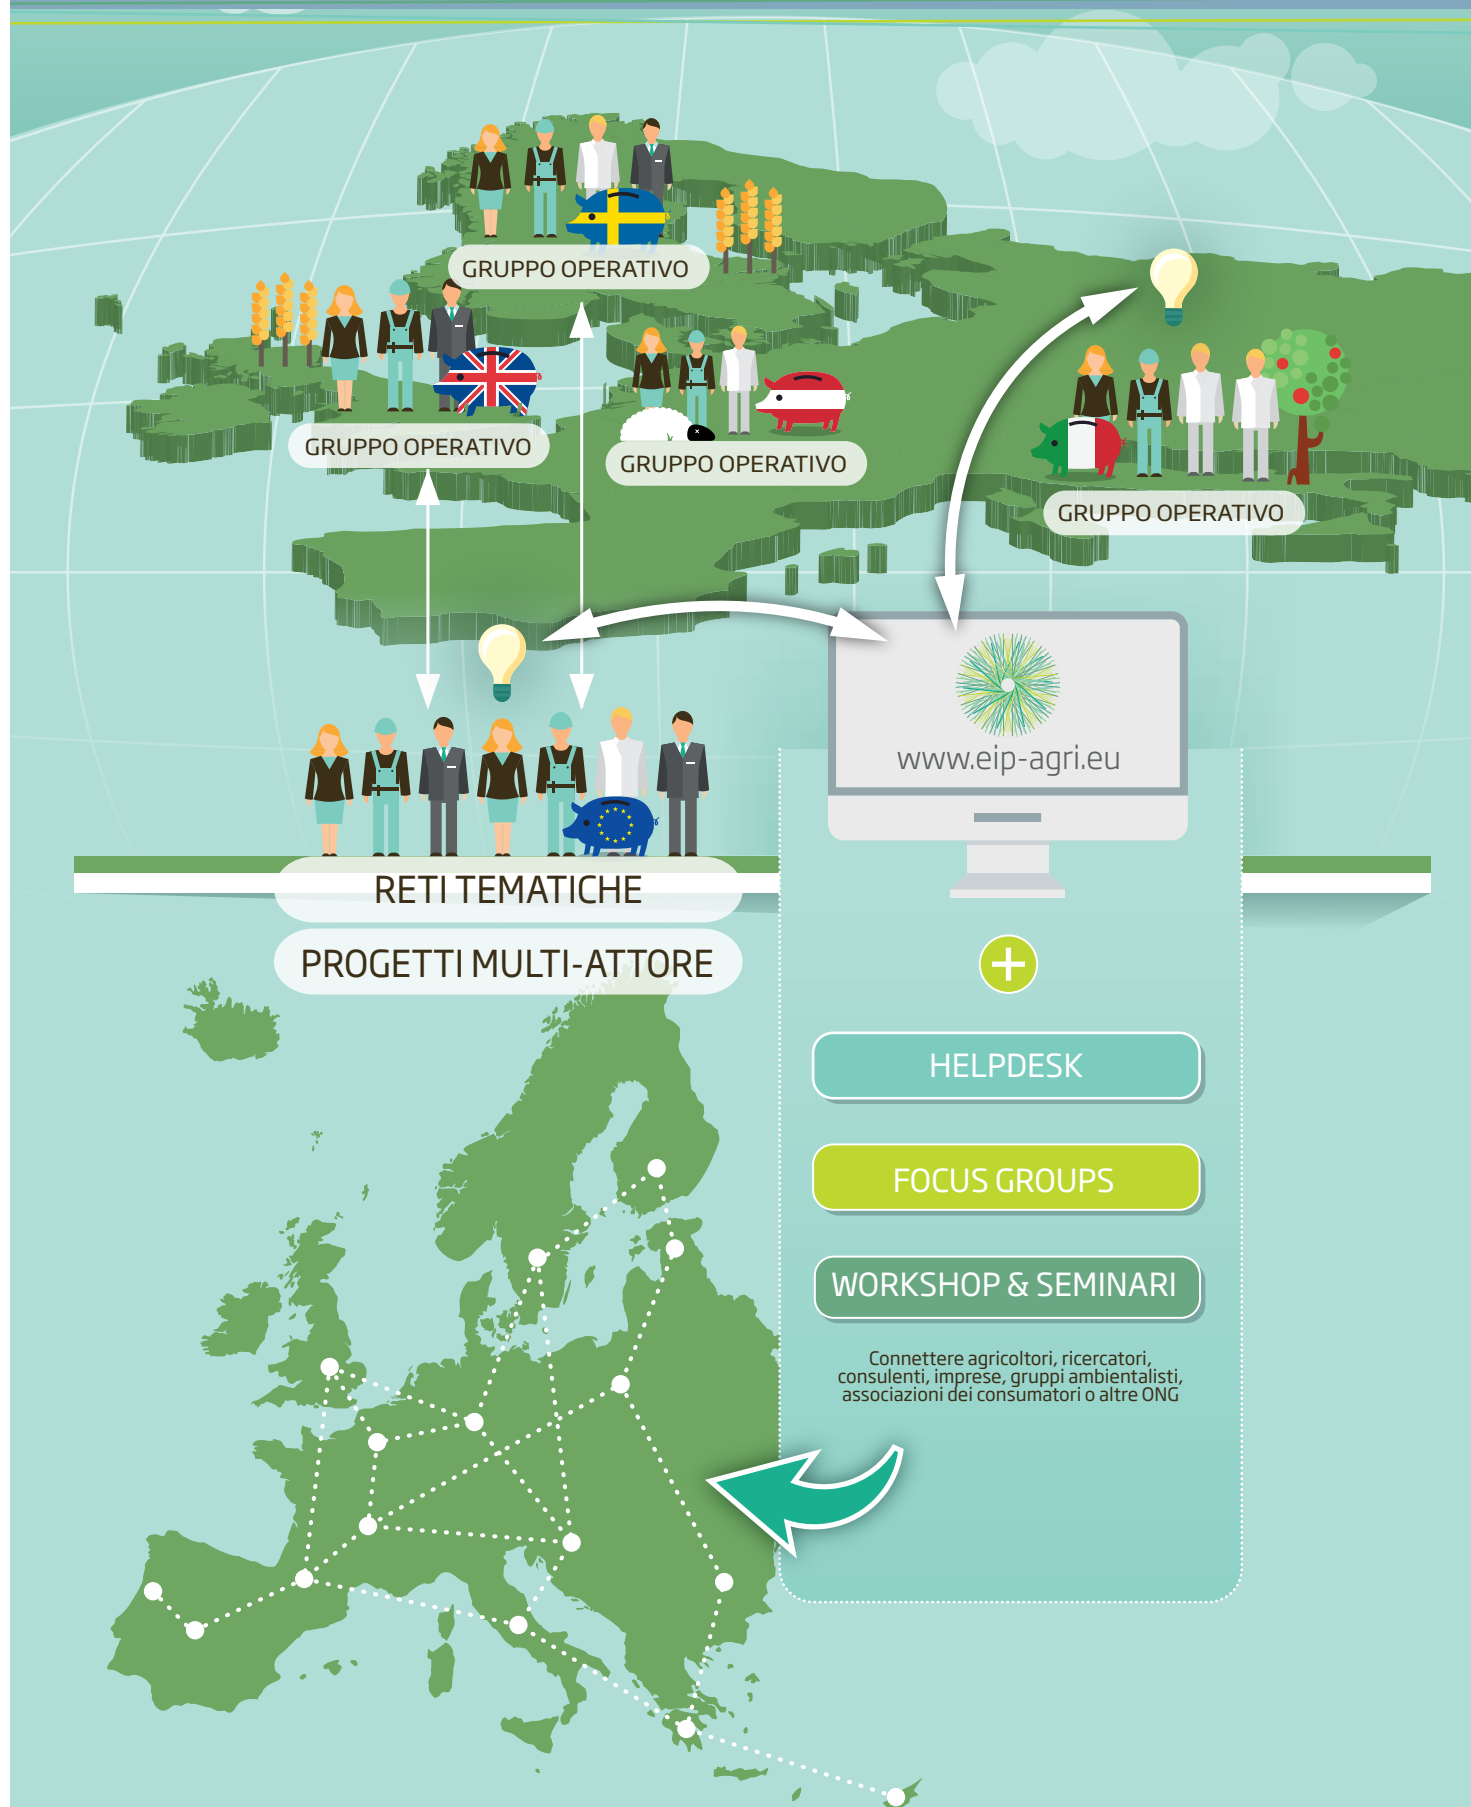 GRUPPO OPERATIVO
GRUPPO OPERATIVO
GRUPPO OPERATIVO
GRUPPO OPERATIVO
www.eip-agri.eu
RETI TEMATICHE
PROGETTI MULTI-ATTORE
HELPDESK
FOCUS GROUPS
WORKSHOP & SEMINARI
Connettere agricoltori, ricercatori,
consulenti, imprese, gruppi ambientalisti,
associazioni dei consumatori o altre ONG